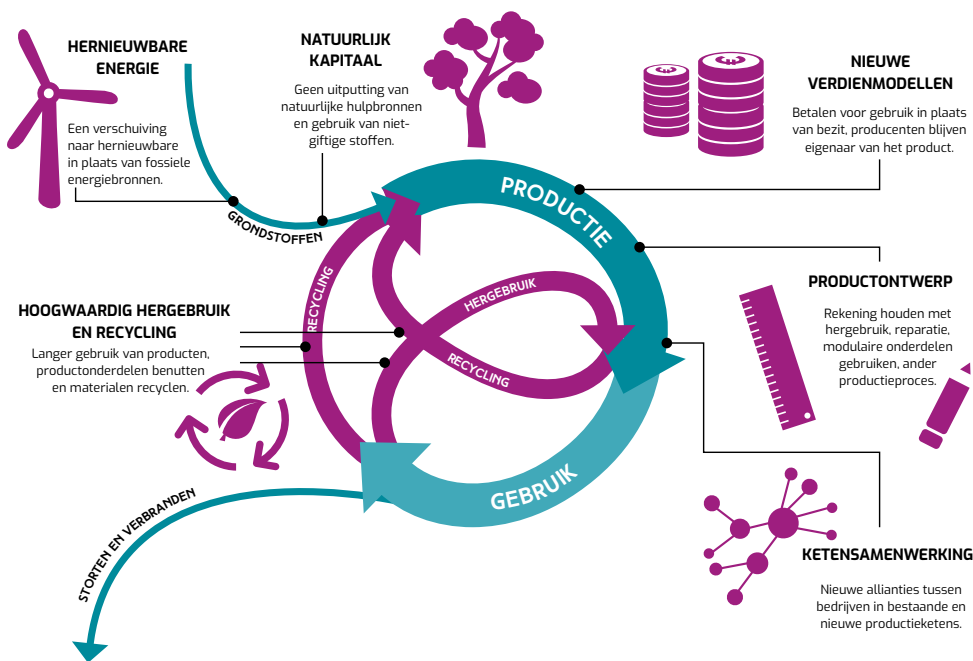 HERNIEUWBARE
ENERGIE
Een verschuiving
naar hernieuwbare
in plaats van fossiele
energiebronnen.
NATUURLIJK
KAPITAAL
Geen uitputting van
natuurlijke hulpbronnen
en gebruik van niet-
giftige stoffen.
NIEUWE
VERDIENMODELLEN
Betalen voor gebruik in plaats
van bezit, producenten blijven
eigenaar van het product.
GRONDSTOFFEN
PRODUCTIE
PRODUCTONTWERP
Rekening houden met
hergebruik, reparatie,
modulaire onderdelen
gebruiken, ander
productieproces.
HOOGWAARDIG HERGEBRUIK
EN RECYCLING
Langer gebruik van producten,
productonderdelen benutten
en materialen recyclen.
RECYCLING
HERGEBRUIK
RECYCLING
GEBRUIK
STORTEN EN VERBRANDEN
KETENSAMENWERKING
Nieuwe allianties tussen
bedrijven in bestaande en
nieuwe productieketens.